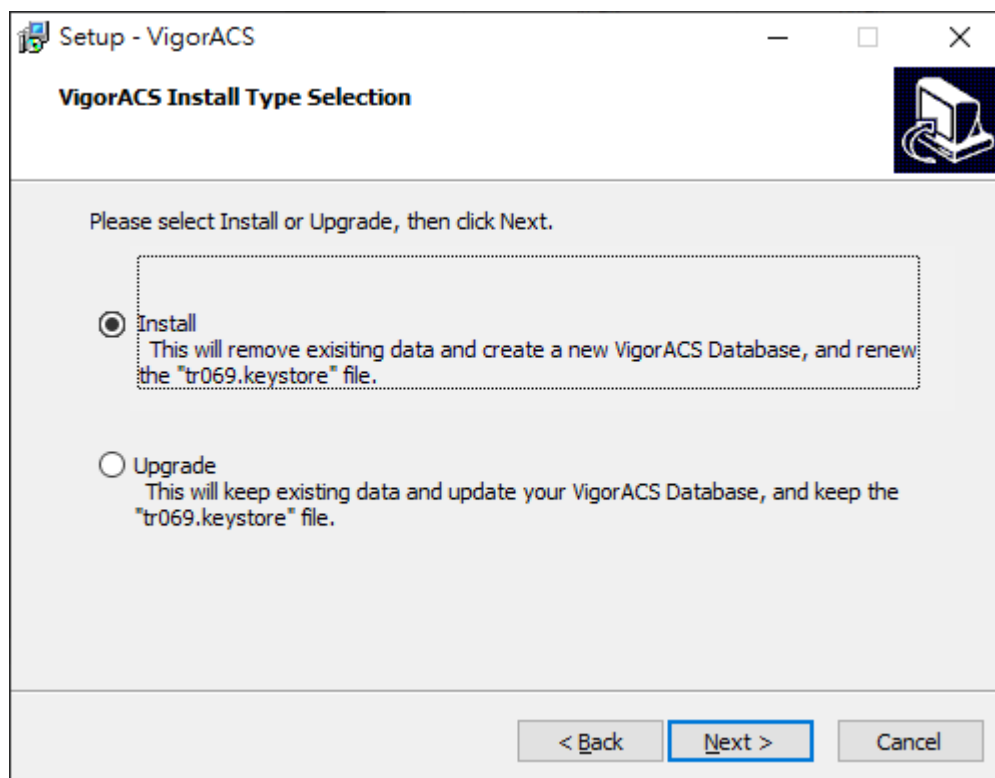 Setup - VigorACS
VigorACS Install Type Selection
Please select Install or Upgrade, then click Next.
Install
This will remove exisiting data and create a new VigorACS Database, and renew
the "tr069.keystore" file.
Upgrade
This will keep existing data and update your VigorACS Database, and keep the
"tr069.keystore" file.
< Back Next > Cancel